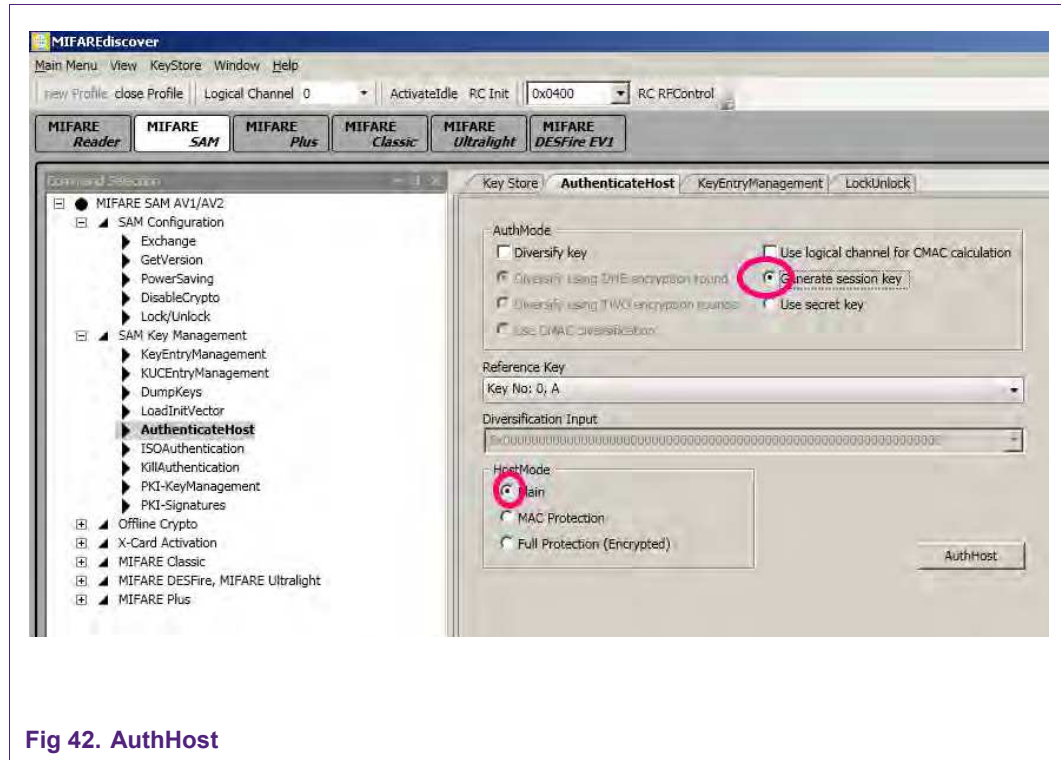 MIFAREdiscover
Main Menu View KeyStore Window Help
new Profile close Profile Logical Channel 0 ActivateIdle RC Init 0x0400 RC RFControl
MIFARE Reader
MIFARE SAM
MIFARE Plus
MIFARE Classic
MIFARE Ultralight
MIFARE DESFire EV1
Command Selection
MIFARE SAM AV1/AV2
SAM Configuration
Exchange
GetVersion
PowerSaving
DisableCrypto
Lock/Unlock
SAM Key Management
KeyEntryManagement
KUCEntryManagement
DumpKeys
LoadInitVector
AuthenticateHost
ISOAuthentication
KillAuthentication
PKI-KeyManagement
PKI-Signatures
Offline Crypto
X-Card Activation
MIFARE Classic
MIFARE DESFire, MIFARE Ultralight
MIFARE Plus
Key Store AuthenticateHost KeyEntryManagement LockUnlock
AuthMode
Diversify key
Use logical channel for CMAC calculation
Diversify using ONE encryption round
Generate session key
Diversify using TWO encryption rounds
Use secret key
Use CMAC diversification
Reference Key
Key No: 0, A
Diversification Input
HostMode
Plain
MAC Protection
Full Protection (Encrypted)
AuthHost
Fig 42. AuthHost